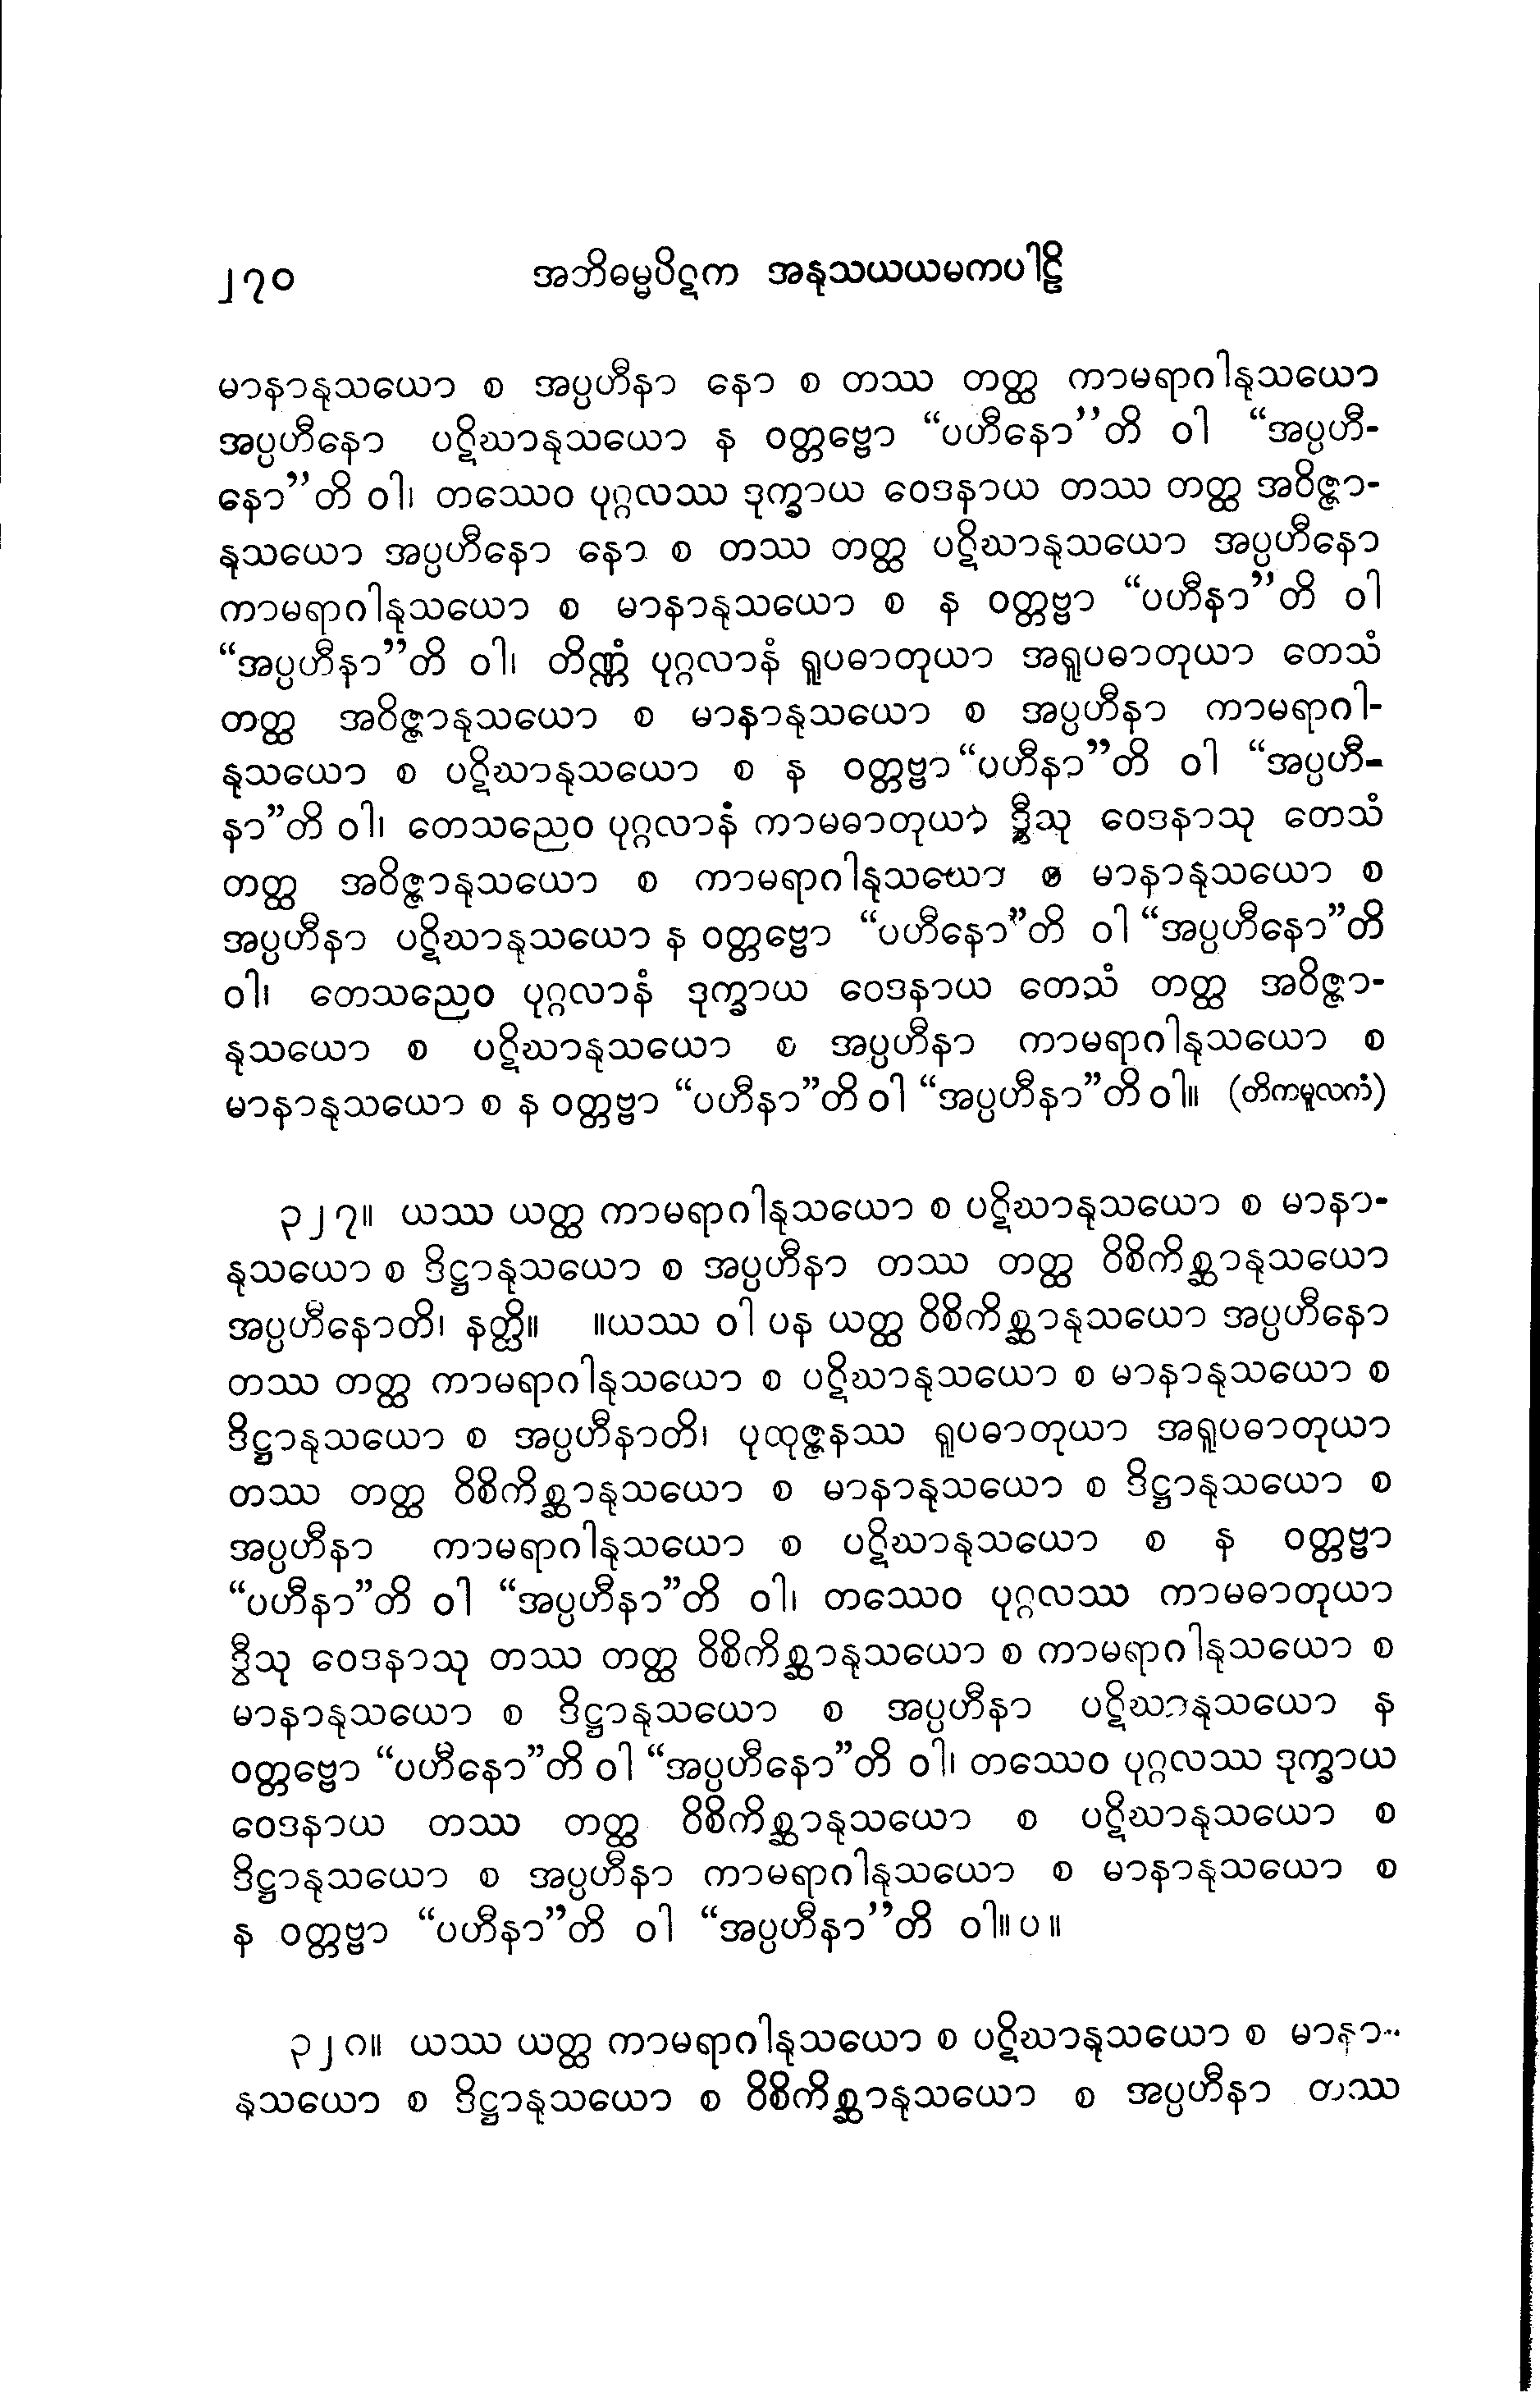 ၂၇၀ အဘိဓမ္မပိဋက အနုသယယမကပါဠိ
မာနာနုသယော စ အပ္ပဟီနာ နော စ တဿ တတ္ထ ကာမရာဂါနုသယော
အပ္ပဟီနော ပဋိဃာနုသယော န ဝတ္တဗ္ဗော “ပဟီနော”တိ ဝါ “အပ္ပဟီ-
နော”တိ ဝါ၊ တဿေဝ ပုဂ္ဂလဿ ဒုက္ခာယ ဝေဒနာယ တဿ တတ္ထ အဝိဇ္ဇာ-
နုသယော အပ္ပဟီနော နော စ တဿ တတ္ထ ပဋိဃာနုသယော အပ္ပဟီနော
ကာမရာဂါနုသယော စ မာနာနုသယော စ န ဝတ္တဗ္ဗာ “ပဟီနာ”တိ ဝါ
“အပ္ပဟီနာ”တိ ဝါ၊ တိဏ္ဏံ ပုဂ္ဂလာနံ ရူပဓာတုယာ အရူပဓာတုယာ တေသံ
တတ္ထ အဝိဇ္ဇာနုသယော စ မာနာနုသယော စ အပ္ပဟီနာ ကာမရာဂါ-
နုသယော စ ပဋိဃာနုသယော စ န ဝတ္တဗ္ဗာ “ပဟီနာ”တိ ဝါ “အပ္ပဟီ-
နာ”တိ ဝါ၊ တေသညေဝ ပုဂ္ဂလာနံ ကာမဓာတုယာ ဒွီသု ဝေဒနာသု တေသံ
တတ္ထ အဝိဇ္ဇာနုသယော စ ကာမရာဂါနုသယော စ မာနာနုသယော စ
အပ္ပဟီနာ ပဋိဃာနုသယော န ဝတ္တဗ္ဗော “ပဟီနော”တိ ဝါ “အပ္ပဟီနော”တိ
ဝါ၊ တေသညေဝ ပုဂ္ဂလာနံ ဒုက္ခာယ ဝေဒနာယ တေသံ တတ္ထ အဝိဇ္ဇာ-
နုသယော စ ပဋိဃာနုသယော စ အပ္ပဟီနာ ကာမရာဂါနုသယော စ
မာနာနုသယော စ န ဝတ္တဗ္ဗာ “ပဟီနာ”တိ ဝါ “အပ္ပဟီနာ”တိ ဝါ။ (တိကမူလကံ)
၃၂၇။ ယဿ ယတ္ထ ကာမရာဂါနုသယော စ ပဋိဃာနုသယော စ မာနာ-
နုသယော စ ဒိဋ္ဌာနုသယော စ အပ္ပဟီနာ တဿ တတ္ထ ဝိစိကိစ္ဆာနုသယော
အပ္ပဟီနောတိ၊ နတ္ထိ။ ။ယဿ ဝါ ပန ယတ္ထ ဝိစိကိစ္ဆာနုသယော အပ္ပဟီနော
တဿ တတ္ထ ကာမရာဂါနုသယော စ ပဋိဃာနုသယော စ မာနာနုသယော စ
ဒိဋ္ဌာနုသယော စ အပ္ပဟီနာတိ၊ ပုထုဇ္ဇနဿ ရူပဓာတုယာ အရူပဓာတုယာ
တဿ တတ္ထ ဝိစိကိစ္ဆာနုသယော စ မာနာနုသယော စ ဒိဋ္ဌာနုသယော စ
အပ္ပဟီနာ ကာမရာဂါနုသယော စ ပဋိဃာနုသယော စ န ဝတ္တဗ္ဗာ
“ပဟီနာ”တိ ဝါ “အပ္ပဟီနာ”တိ ဝါ၊ တဿေဝ ပုဂ္ဂလဿ ကာမဓာတုယာ
ဒွီသု ဝေဒနာသု တဿ တတ္ထ ဝိစိကိစ္ဆာနုသယော စ ကာမရာဂါနုသယော စ
မာနာနုသယော စ ဒိဋ္ဌာနုသယော စ အပ္ပဟီနာ ပဋိဃာနုသယော န
ဝတ္တဗ္ဗော “ပဟီနော”တိ ဝါ “အပ္ပဟီနော”တိ ဝါ၊ တဿေဝ ပုဂ္ဂလဿ ဒုက္ခာယ
ဝေဒနာယ တဿ တတ္ထ ဝိစိကိစ္ဆာနုသယော စ ပဋိဃာနုသယော စ
ဒိဋ္ဌာနုသယော စ အပ္ပဟီနာ ကာမရာဂါနုသယော စ မာနာနုသယော စ
န ဝတ္တဗ္ဗာ “ပဟီနာ”တိ ဝါ “အပ္ပဟီနာ”တိ ဝါ။ပ။
၃၂၈။ ယဿ ယတ္ထ ကာမရာဂါနုသယော စ ပဋိဃာနုသယော စ မာနာ-
နုသယော စ ဒိဋ္ဌာနုသယော စ ဝိစိကိစ္ဆာနုသယော စ အပ္ပဟီနာ တဿ